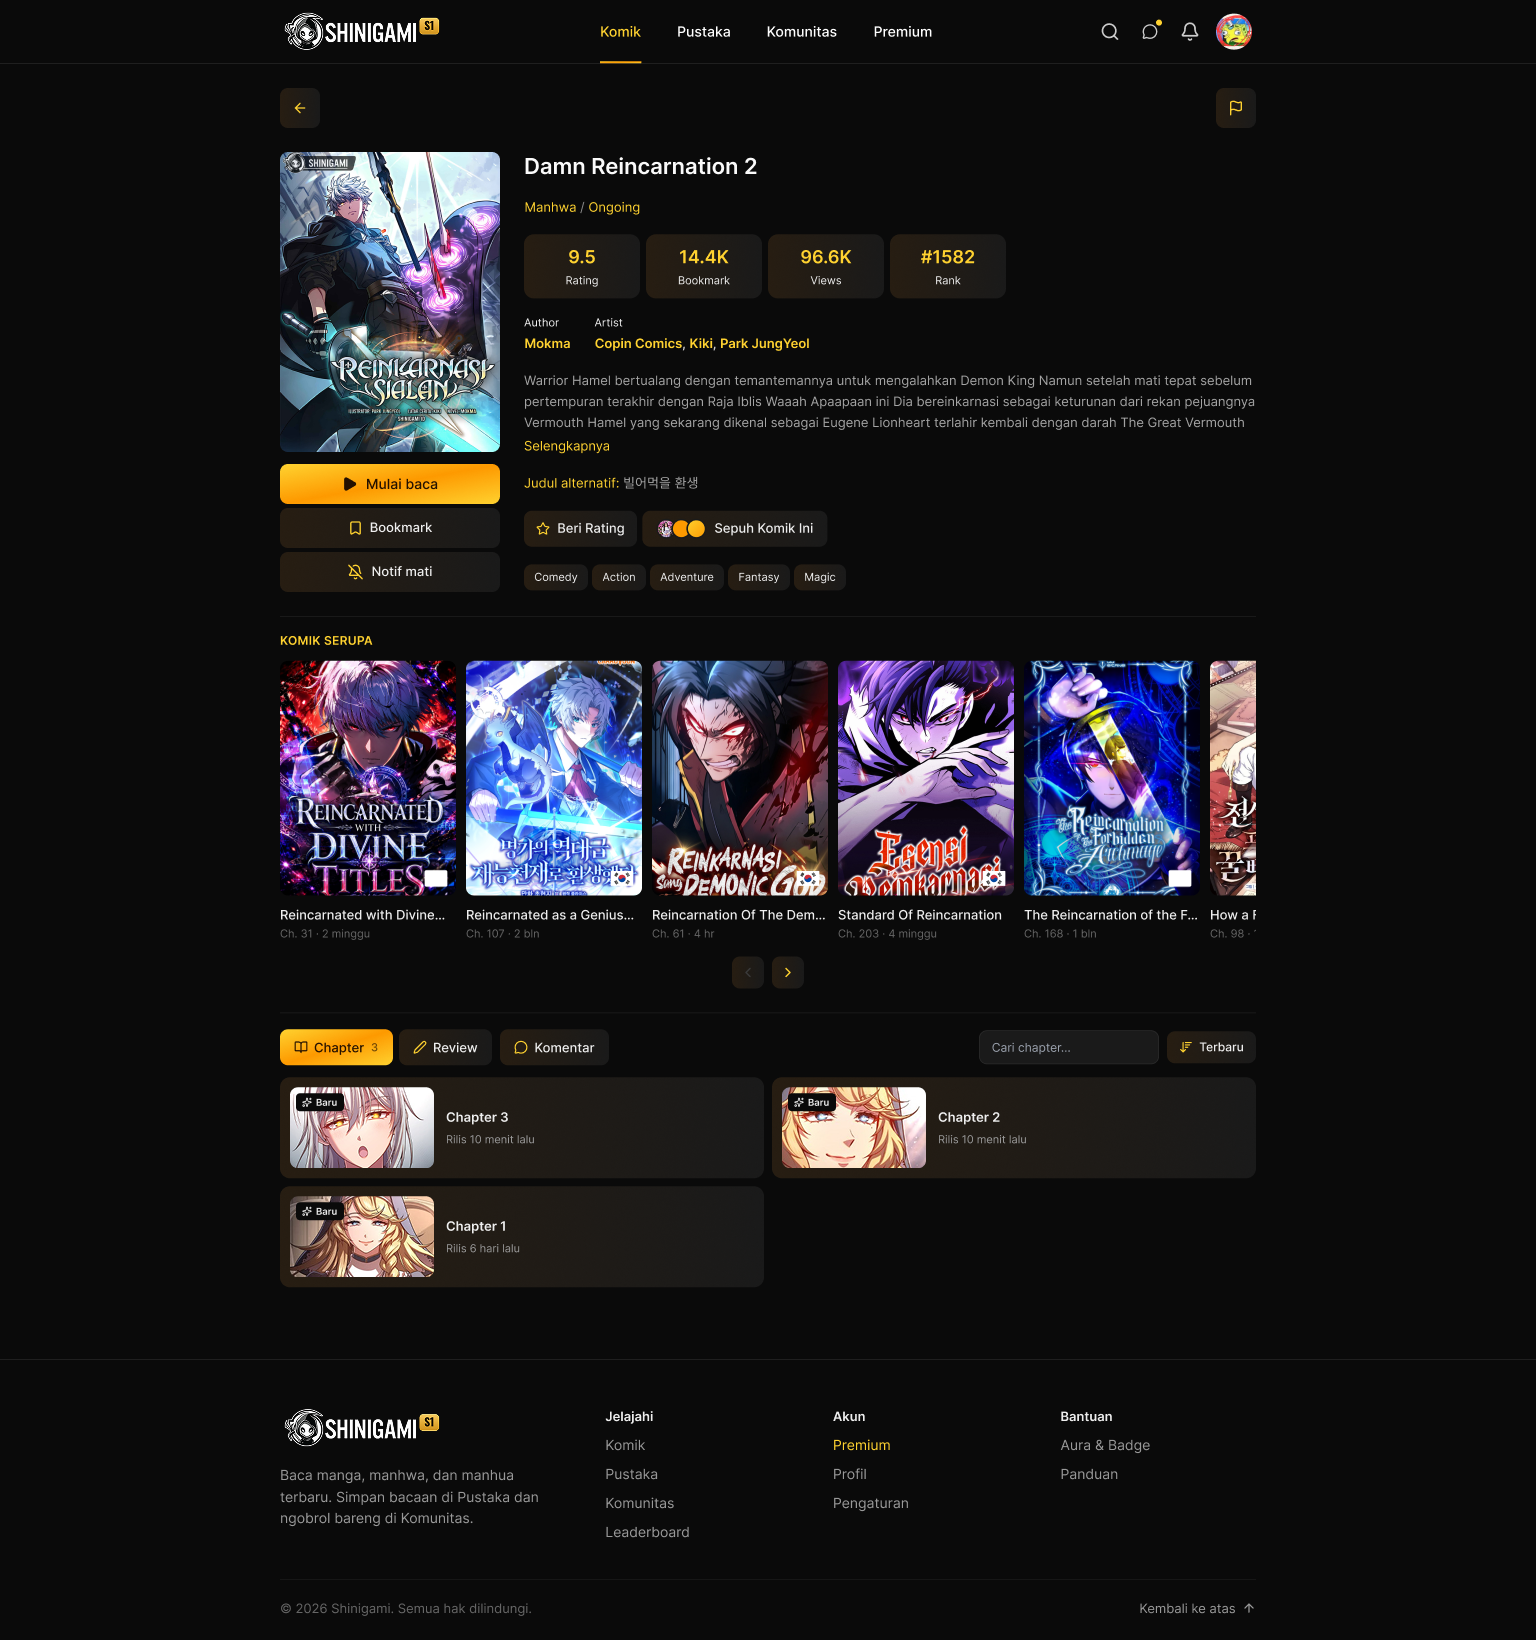 SHINIGAMI S1
Komik
Pustaka
Komunitas
Premium
SHINIGAMI
REINKARNASI
SIALAN
Damn Reincarnation 2
Manhwa / Ongoing
9.5
Rating
14.4K
Bookmark
96.6K
Views
#1582
Rank
Author
Mokma
Artist
Copin Comics, Kiki, Park JungYeol
Warrior Hamel bertualang dengan temantemannya untuk mengalahkan Demon King Namun setelah mati tepat sebelum
pertempuran terakhir dengan Raja Iblis Waaah Apaapaan ini Dia bereinkarnasi sebagai keturunan dari rekan pejuangnya
Vermouth Hamel yang sekarang dikenal sebagai Eugene Lionheart terlahir kembali dengan darah The Great Vermouth
Selengkapnya
Judul alternatif: 빌어먹을 환생
Mulai baca
Bookmark
Notif mati
Beri Rating
Sepuh Komik Ini
Comedy
Action
Adventure
Fantasy
Magic
KOMIK SERUPA
REINCARNATED
WITH
DIVINE
TITLES
명가의 역대급
재능 천재로 환생했다
REINKARNASI
Sang DEMONIC GOD
Esensi
Reinkarnasi
The Reincarnation
of The Forbidden
Archmage
Reincarnated with Divine...
Ch. 31 · 2 minggu
Reincarnated as a Genius...
Ch. 107 · 2 bln
Reincarnation Of The Dem...
Ch. 61 · 4 hr
Standard Of Reincarnation
Ch. 203 · 4 minggu
The Reincarnation of the F...
Ch. 168 · 1 bln
How a
Ch. 98 ·
Chapter 3
Review
Komentar
Cari chapter...
Terbaru
Baru
Chapter 3
Rilis 10 menit lalu
Baru
Chapter 2
Rilis 10 menit lalu
Baru
Chapter 1
Rilis 6 hari lalu
SHINIGAMI S1
Baca manga, manhwa, dan manhua
terbaru. Simpan bacaan di Pustaka dan
ngobrol bareng di Komunitas.
Jelajahi
Komik
Pustaka
Komunitas
Leaderboard
Akun
Premium
Profil
Pengaturan
Bantuan
Aura & Badge
Panduan
© 2026 Shinigami. Semua hak dilindungi.
Kembali ke atas